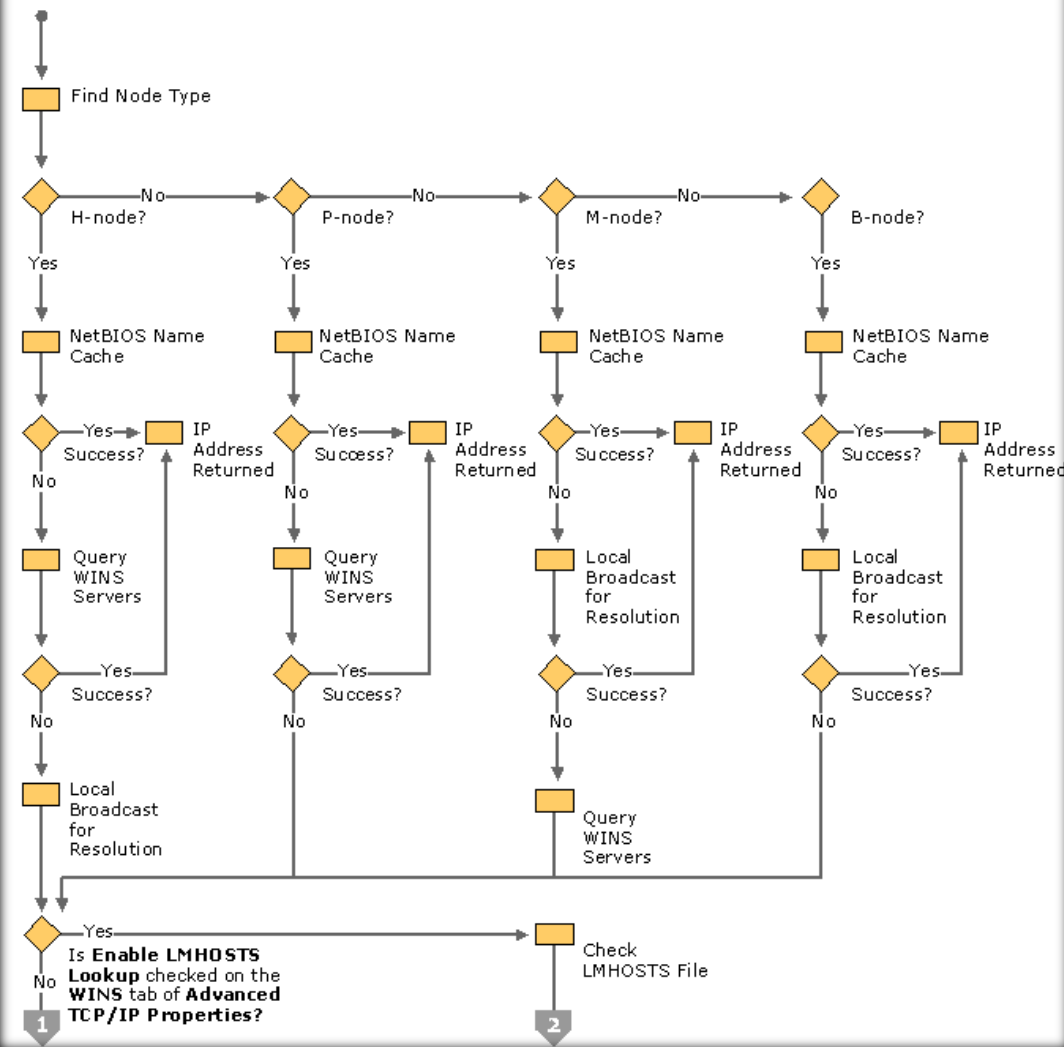 Find Node Type
No
No
No
H-node?
P-node?
M-node?
B-node?
Yes
Yes
Yes
Yes
NetBIOS Name
Cache
NetBIOS Name
Cache
NetBIOS Name
Cache
NetBIOS Name
Cache
Yes
Success?
IP
Address
Returned
Yes
Success?
IP
Address
Returned
Yes
Success?
IP
Address
Returned
Yes
Success?
IP
Address
Returned
No
No
No
No
Query
WINS
Servers
Query
WINS
Servers
Local
Broadcast
for
Resolution
Local
Broadcast
for
Resolution
Yes
Success?
Yes
Success?
Yes
Success?
Yes
Success?
No
No
No
No
Local
Broadcast
for
Resolution
Query
WINS
Servers
Yes
Is Enable LMHOSTS
Lookup checked on the
WINS tab of Advanced
TCP/IP Properties?
No
Check
LMHOSTS File
1
2